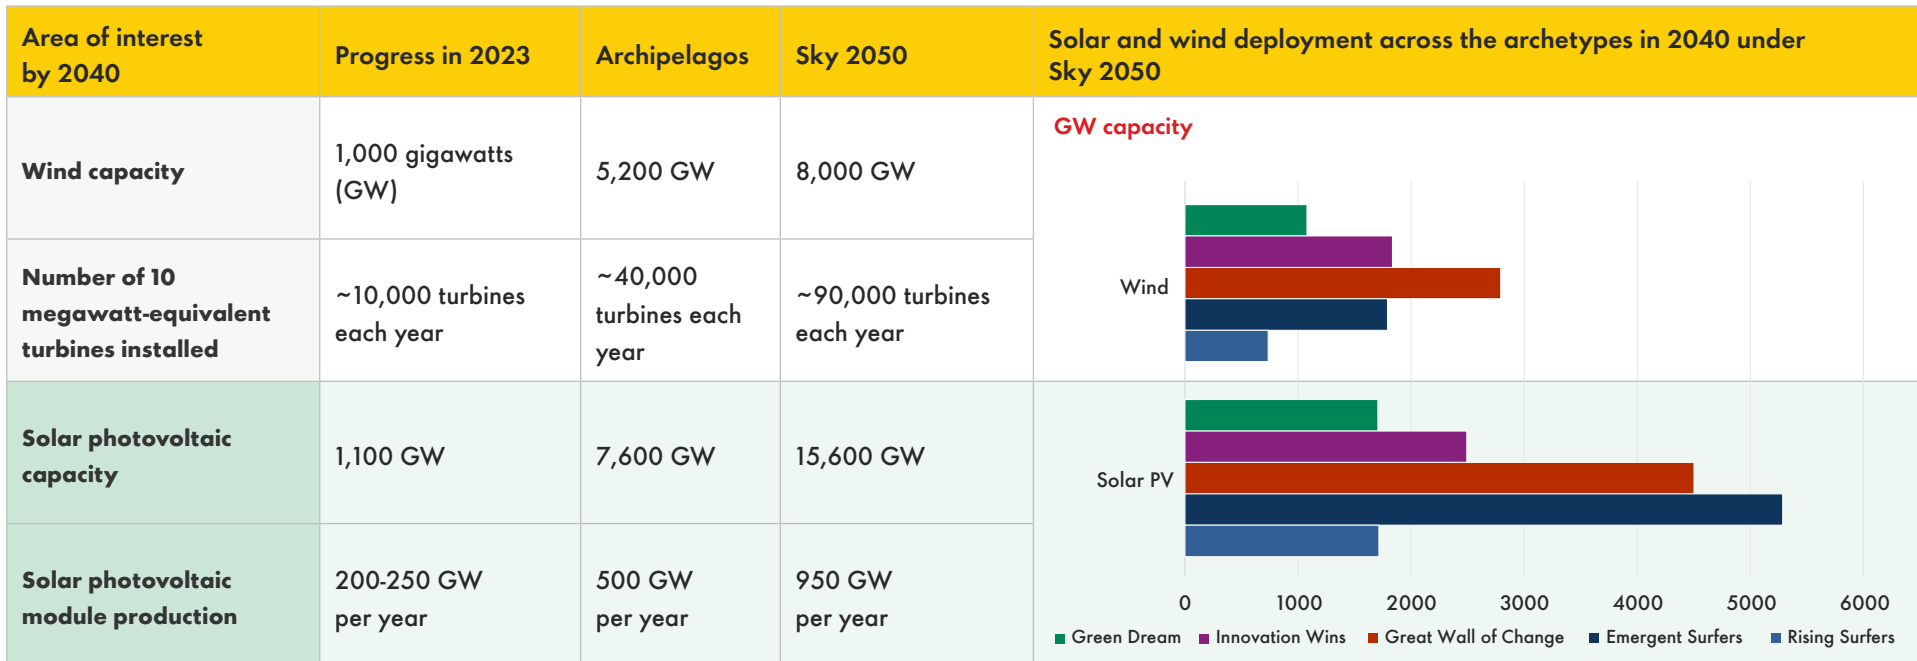 Area of interest
by 2040
Progress in 2023
Archipelagos
Sky 2050
Solar and wind deployment across the archetypes in 2040 under
Sky 2050
Wind capacity
1,000 gigawatts
(GW)
5,200 GW
8,000 GW
Number of 10
megawatt-equivalent
turbines installed
~10,000 turbines
each year
~40,000
turbines each
year
~90,000 turbines
each year
Solar photovoltaic
capacity
1,100 GW
7,600 GW
15,600 GW
Solar photovoltaic
module production
200-250 GW
per year
500 GW
per year
950 GW
per year
GW capacity
Wind
Solar PV
0 1000 2000 3000 4000 5000 6000
Green Dream Innovation Wins Great Wall of Change Emergent Surfers Rising Surfers